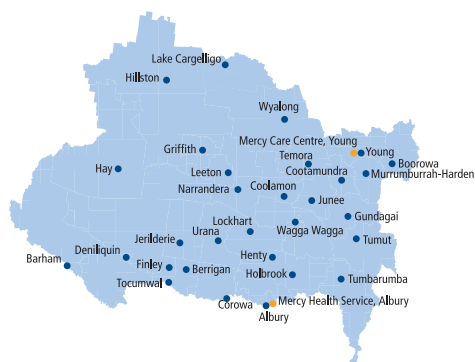 Lake Cargelligo
Hillston
Wyalong
Mercy Care Centre, Young
Griffith
Temora
Young
Boorowa
Hay
Leeton
Cootamundra
Murrumburrah-Harden
Narrandera
Coolamon
Junee
Gundagai
Lockhart
Wagga Wagga
Urana
Jerilderie
Tumut
Deniliquin
Henty
Barham
Finley
Berrigan
Holbrook
Tumbarumba
Tocumwal
Corowa
Mercy Health Service, Albury
Albury